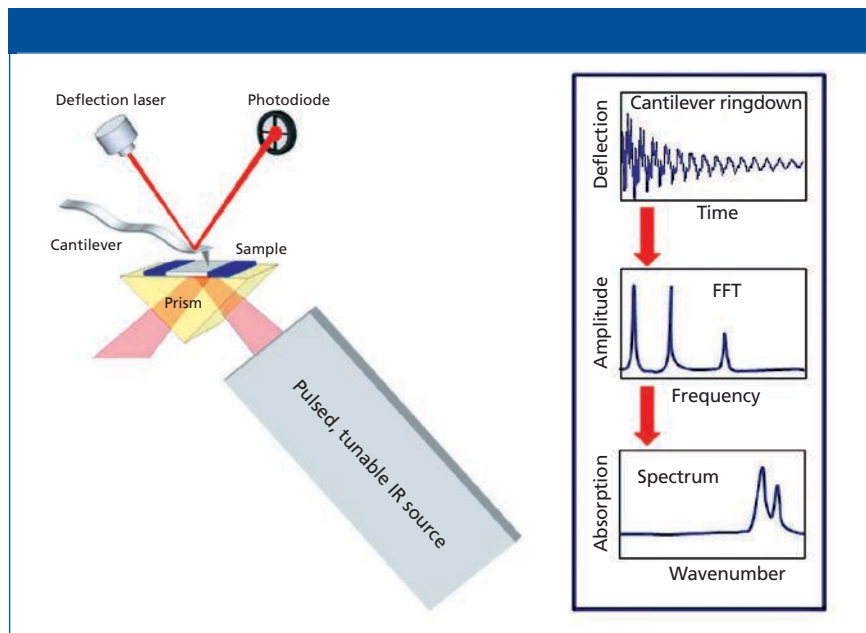 Deflection laser
Photodiode
Cantilever
Sample
Prism
Pulsed, tunable IR source
Cantilever ringdown
Deflection
Time
FFT
Amplitude
Frequency
Spectrum
Absorption
Wavenumber